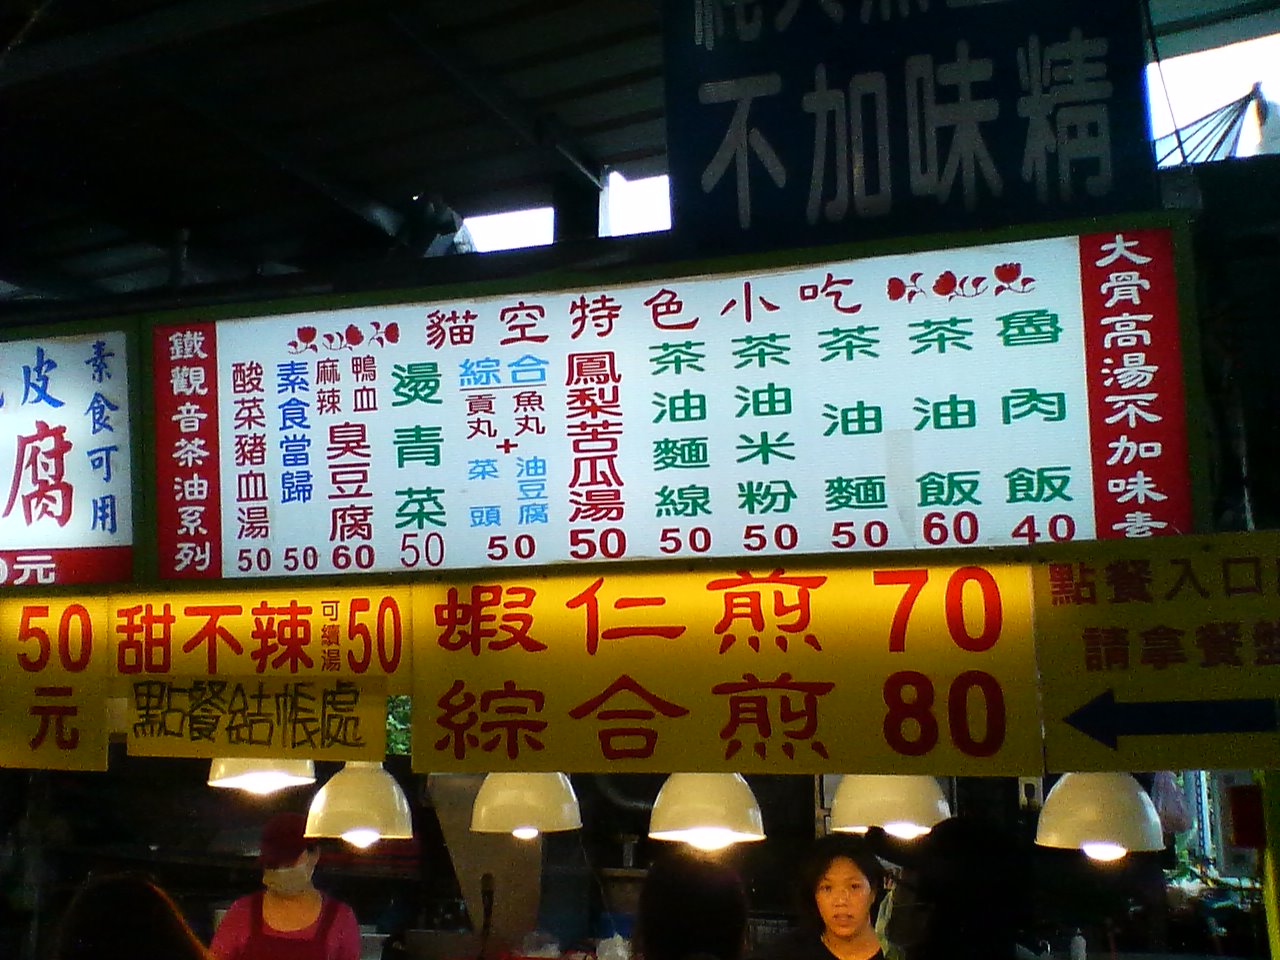 不加味精
貓空特色小吃
大骨高湯不加味素
魯肉飯 40
茶油飯 60
茶油麵 50
茶油米粉 50
茶油麵線 50
鳳梨苦瓜湯 50
綜合
魚丸
貢丸
+
油豆腐
菜頭
50
燙青菜 50
鴨血
麻辣
臭豆腐 60
素食當歸 50
酸菜豬血湯 50
鐵觀音茶油系列
素食可用
皮
腐
元
50
元
甜不辣 可續湯 50
點餐結帳處
蝦仁煎 70
綜合煎 80
點餐入口
請拿餐盤